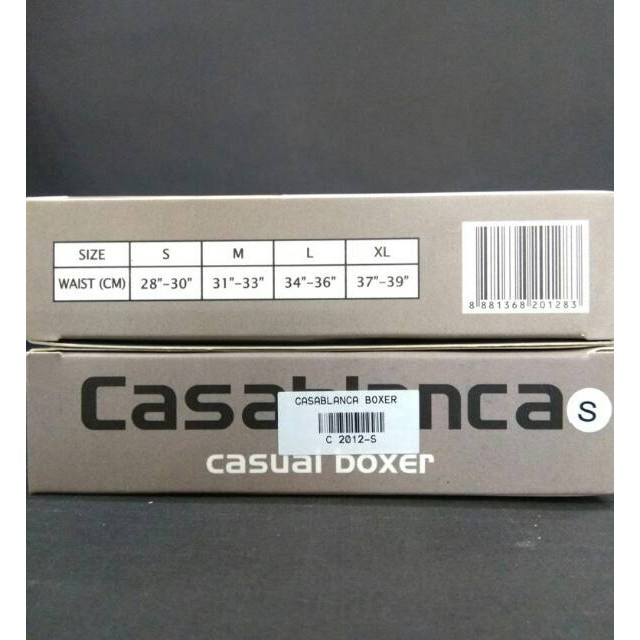 SIZE S M L XL
WAIST (CM) 28"-30" 31"-33" 34"-36" 37"-39"
8 881368 201283
Casablanca S
CASABLANCA BOXER
C 2012-S
casual boxer